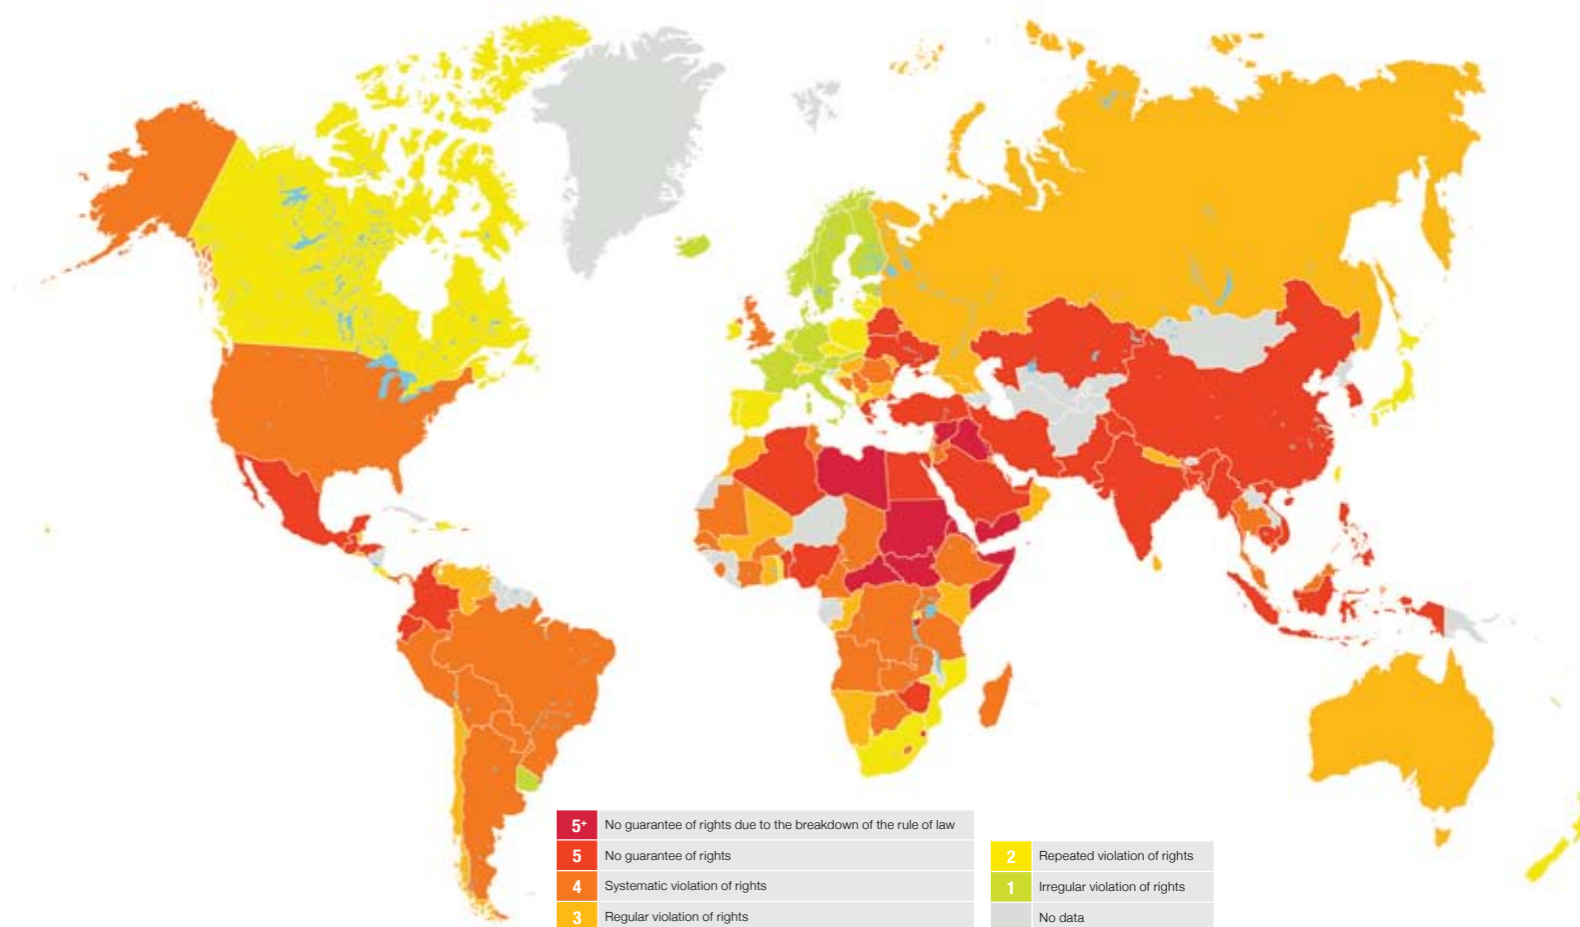 5+ No guarantee of rights due to the breakdown of the rule of law
5 No guarantee of rights
4 Systematic violation of rights
3 Regular violation of rights
2 Repeated violation of rights
1 Irregular violation of rights
No data